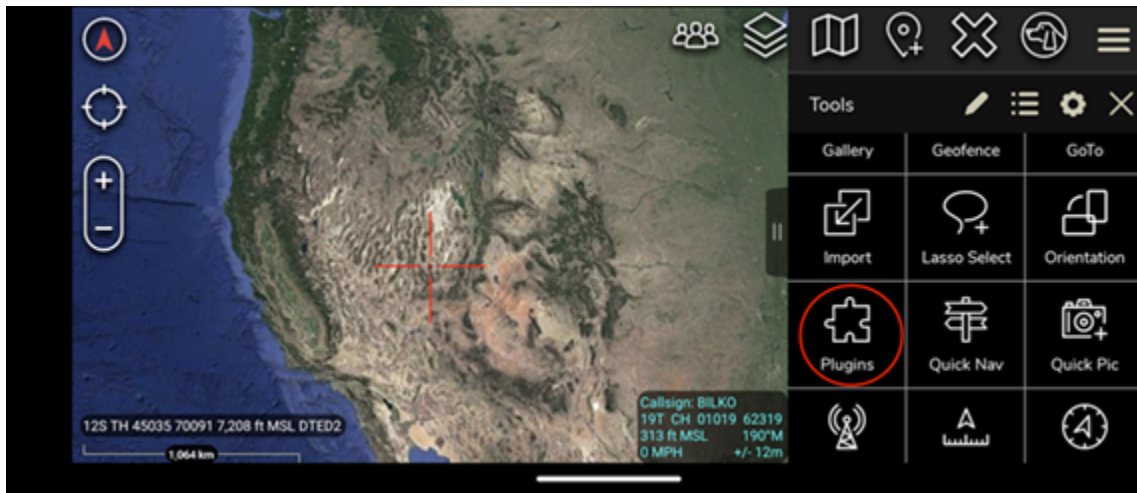 Tools
Gallery Geofence GoTo
Import Lasso Select Orientation
Plugins Quick Nav Quick Pic
Callsign: BILKO
19T CH 01019 62319
313 ft MSL 190°M
0 MPH +/- 12m
12S TH 45035 70091 7,208 ft MSL DTED2
1,064 km